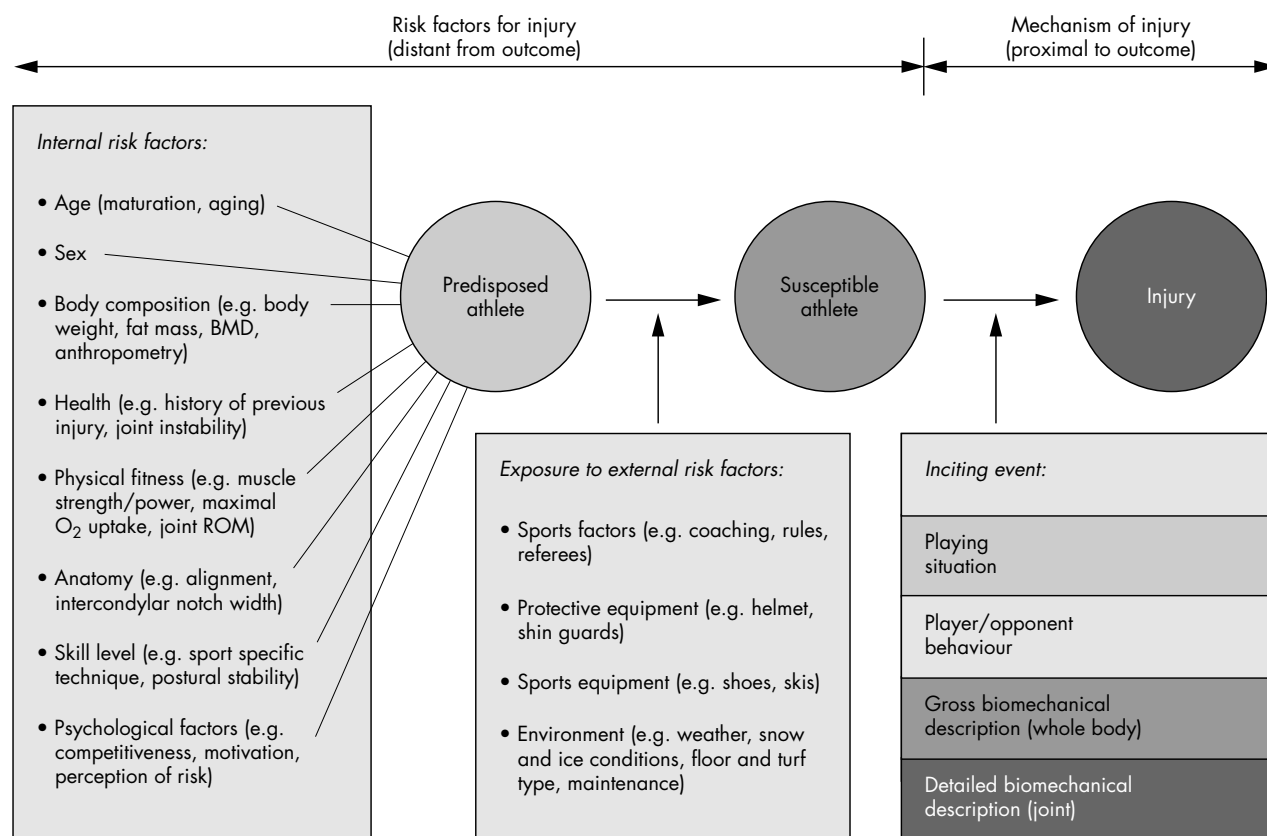 Risk factors for injury
(distant from outcome)
Mechanism of injury
(proximal to outcome)
Internal risk factors:
• Age (maturation, aging)
• Sex
• Body composition (e.g. body
weight, fat mass, BMD,
anthropometry)
• Health (e.g. history of previous
injury, joint instability)
• Physical fitness (e.g. muscle
strength/power, maximal
O₂ uptake, joint ROM)
• Anatomy (e.g. alignment,
intercondylar notch width)
• Skill level (e.g. sport specific
technique, postural stability)
• Psychological factors (e.g.
competitiveness, motivation,
perception of risk)
Predisposed
athlete
Susceptible
athlete
Injury
Exposure to external risk factors:
• Sports factors (e.g. coaching, rules,
referees)
• Protective equipment (e.g. helmet,
shin guards)
• Sports equipment (e.g. shoes, skis)
• Environment (e.g. weather, snow
and ice conditions, floor and turf
type, maintenance)
Inciting event:
Playing
situation
Player/opponent
behaviour
Gross biomechanical
description (whole body)
Detailed biomechanical
description (joint)